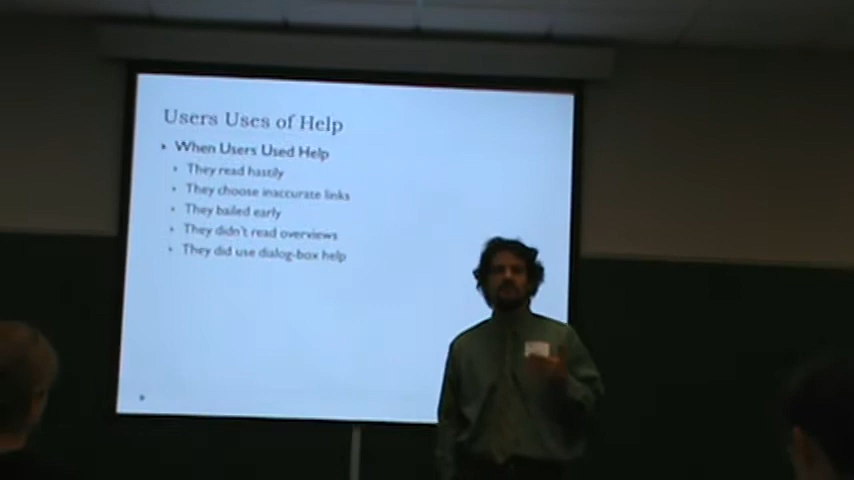 Users Uses of Help
When Users Used Help
They read hastily
They choose inaccurate links
They bailed early
They didn't read overviews
They did use dialog-box help